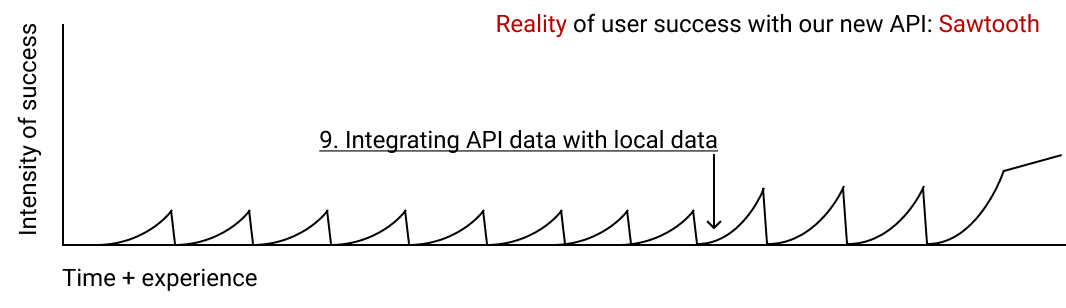 Reality of user success with our new API: Sawtooth
Intensity of success
9. Integrating API data with local data
Time + experience